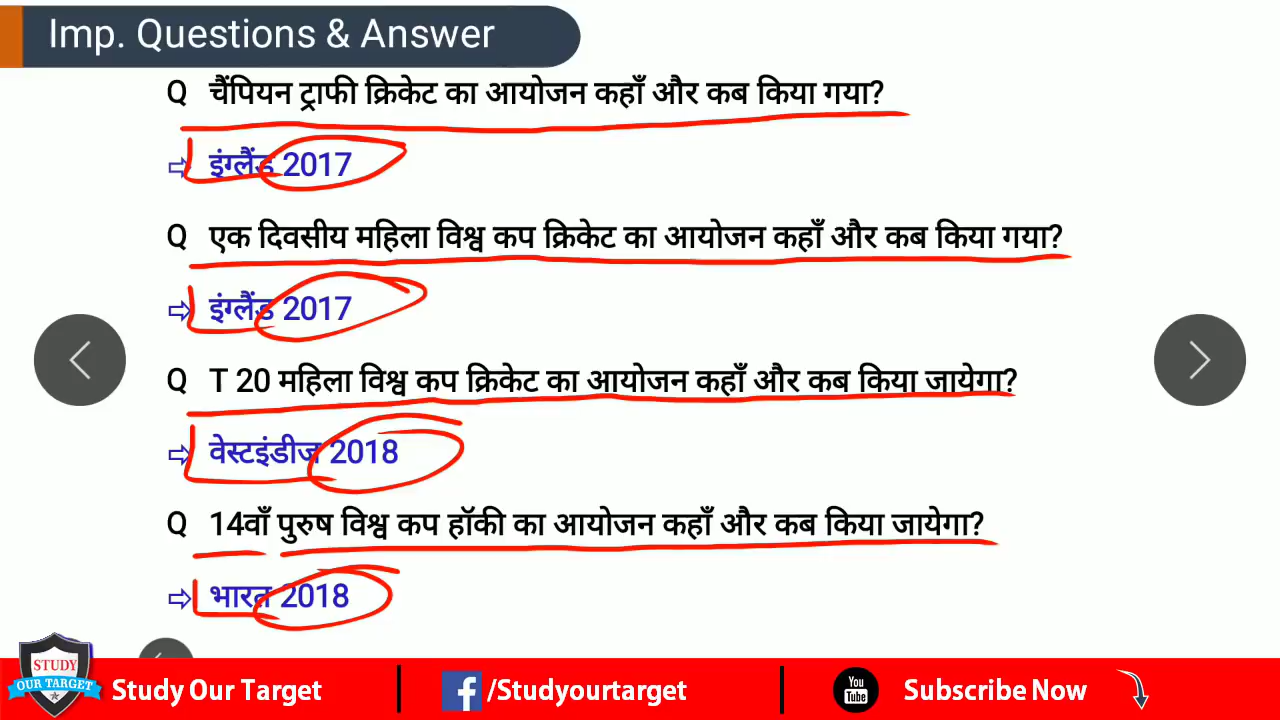 Imp. Questions & Answer
Q चैंपियन ट्राफी क्रिकेट का आयोजन कहाँ और कब किया गया?
⇨ इंग्लैंड 2017
Q एक दिवसीय महिला विश्व कप क्रिकेट का आयोजन कहाँ और कब किया गया?
⇨ इंग्लैंड 2017
Q T 20 महिला विश्व कप क्रिकेट का आयोजन कहाँ और कब किया जायेगा?
⇨ वेस्टइंडीज 2018
Q 14वाँ पुरुष विश्व कप हॉकी का आयोजन कहाँ और कब किया जायेगा?
⇨ भारत 2018
STUDY
OUR TARGET
Study Our Target
f /Studyourtarget
You
Tube
Subscribe Now